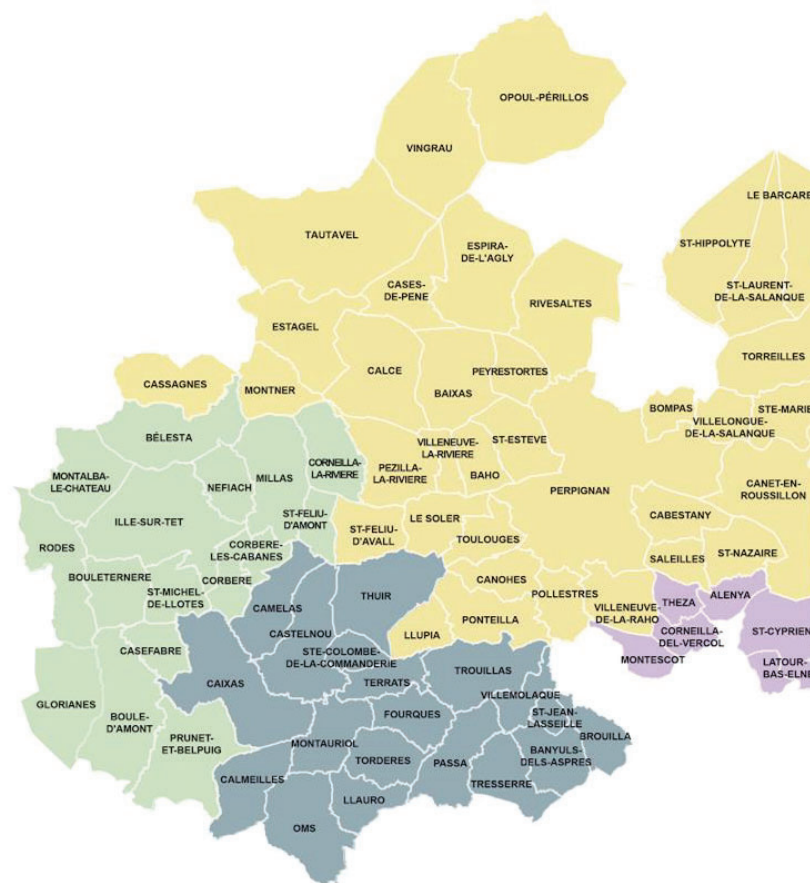 OPOUL-PÉRILLOS
VINGRAU
LE BARCARE
TAUTAVEL
ST-HIPPOLYTE
ESPIRA-
DE-L'AGLY
CASES-
DE-PENE
ST-LAURENT-
DE-LA-SALANQUE
RIVESALTES
ESTAGEL
TORREILLES
CALCE
PEYRESTORTES
CASSAGNES
MONTNER
BAIXAS
BOMPAS
STE-MARIE
VILLELONGUE-
DE-LA-SALANQUE
BÉLESTA
VILLENEUVE-
LA-RIVIERE
ST-ESTEVE
CORNEILLA-
LA-RIVIERE
PEZILLA-
LA-RIVIERE
MONTALBA-
LE-CHATEAU
NEFIACH
MILLAS
BAHO
PERPIGNAN
CANET-EN-
ROUSSILLON
ILLE-SUR-TET
ST-FELIU-
D'AMONT
LE SOLER
CABESTANY
ST-FELIU-
D'AVALL
TOULOUGES
RODES
CORBERE-
LES-CABANES
SALEILLES
ST-NAZAIRE
BOULETERNERE
CORBERE
CANOHES
ST-MICHEL-
DE-LLOTES
THUIR
POLLESTRES
VILLENEUVE-
DE-LA-RAHO
THEZA
ALENYA
CAMELAS
PONTEILLA
CASTELNOU
LLUPIA
CORNEILLA-
DEL-VERCOL
ST-CYPRIEN
CASEFABRE
STE-COLOMBE-
DE-LA-COMMANDERIE
MONTESCOT
LATOUR-
BAS-ELNE
TROUILLAS
CAIXAS
TERRATS
VILLEMOLAQUE
GLORIANES
BOULE-
D'AMONT
FOURQUES
ST-JEAN-
LASSEILLE
PRUNET-
ET-BELPUIG
BROUILLA
MONTAURIOL
TORDERES
PASSA
BANYULS-
DELS-ASPRES
CALMEILLES
TRESSERRE
LLAURO
OMS